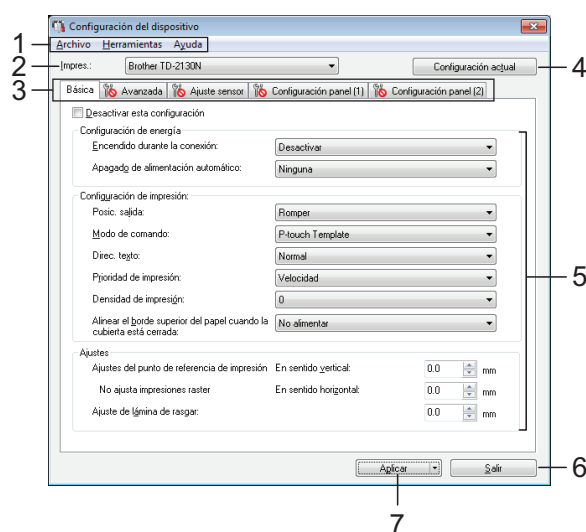 Configuración del dispositivo
1 Archivo Herramientas Ayuda
2 Impres.: Brother TD-2130N Configuración actual 4
3 Básica Avanzada Ajuste sensor Configuración panel (1) Configuración panel (2)
Desactivar esta configuración
Configuración de energía
Encendido durante la conexión: Desactivar
Apagado de alimentación automático: Ninguna
Configuración de impresión:
Posic. salida: Romper
Modo de comando: P-touch Template
Direc. texto: Normal
Prioridad de impresión: Velocidad 5
Densidad de impresión: 0
Alinear el borde superior del papel cuando la
cubierta está cerrada: No alimentar
Ajustes
Ajustes del punto de referencia de impresión En sentido vertical: 0.0 mm
No ajusta impresiones raster En sentido horizontal: 0.0 mm
Ajuste de lámina de rasgar: 0.0 mm
Aplicar Salir 6
7